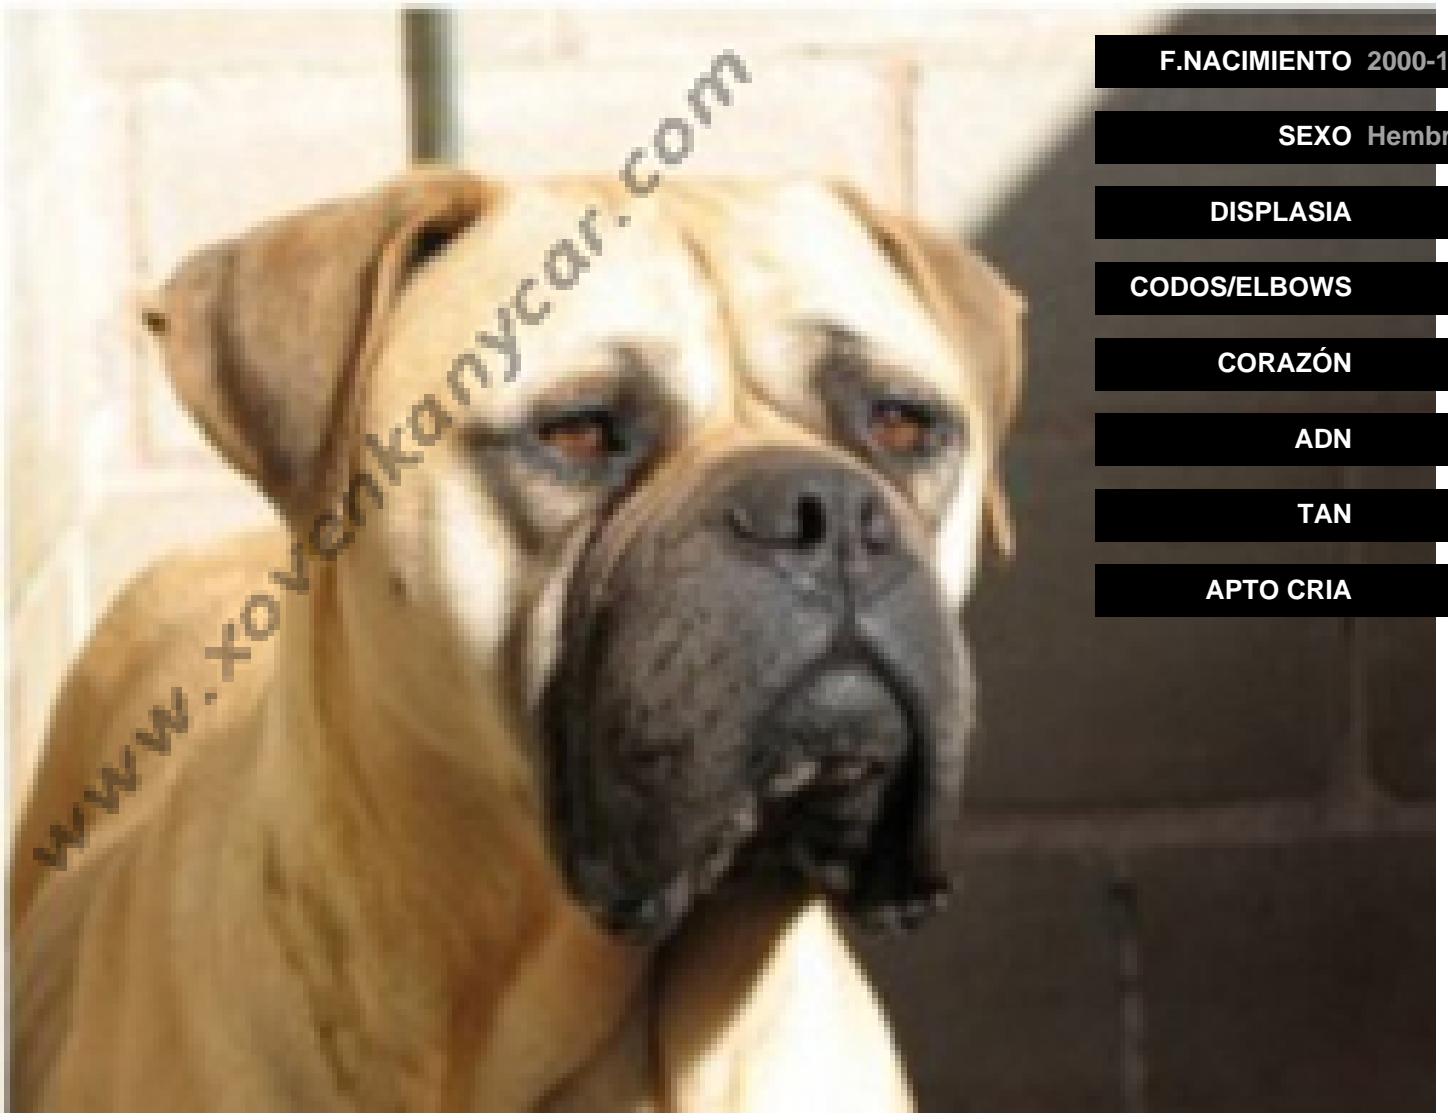 F.NACIMIENTO 2000-1
SEXO Hembr
DISPLASIA
CODOS/ELBOWS
CORAZÓN
ADN
TAN
APTO CRIA
www.xovenkanycar.com